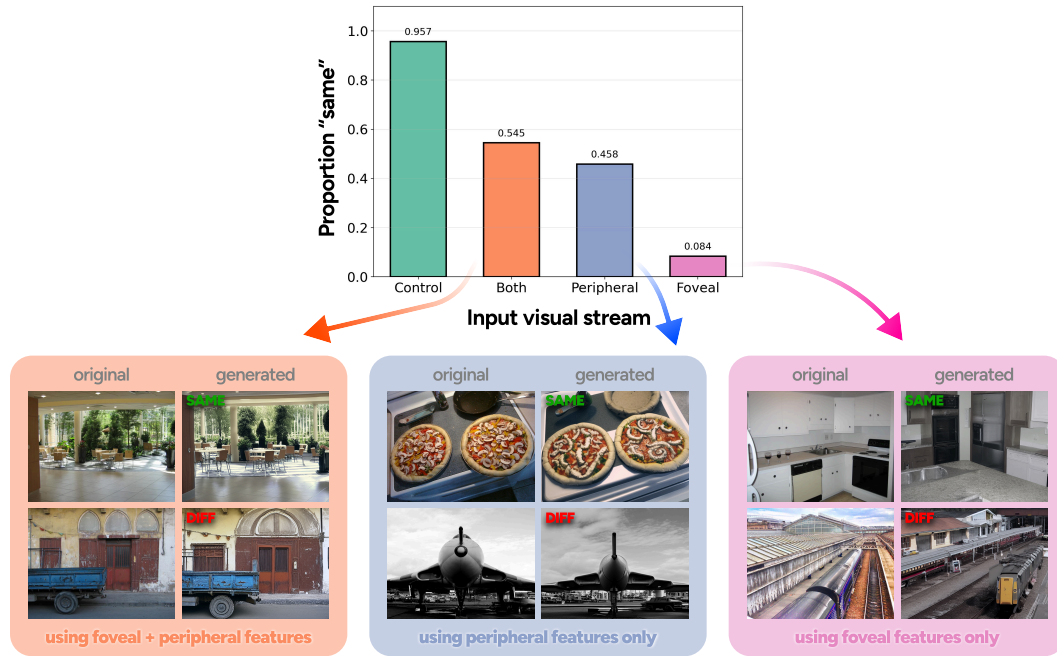 1.0
0.8
0.6
0.4
0.2
0.0
Proportion “same”
0.957
0.545
0.458
0.084
Control Both Peripheral Foveal
Input visual stream
original generated
SAME
DIFF
using foveal + peripheral features
original generated
SAME
DIFF
using peripheral features only
original generated
SAME
DIFF
using foveal features only